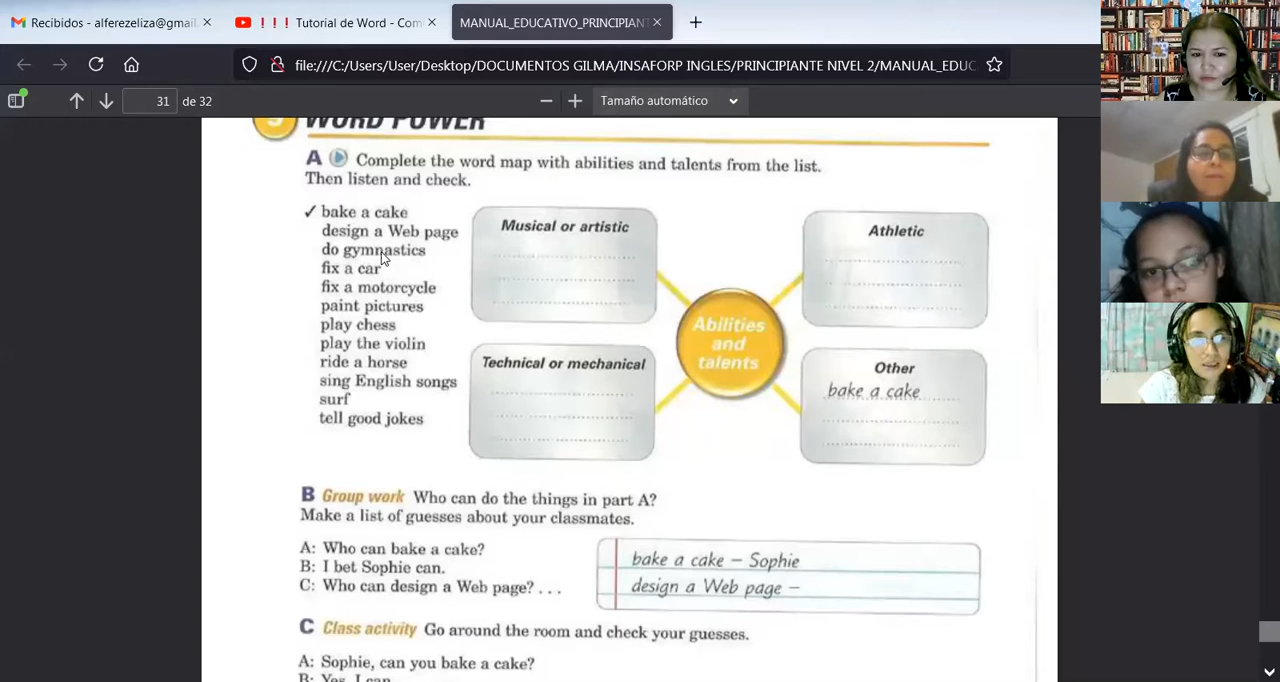 Recibidos - alferezeliza@gmail.
! ! ! Tutorial de Word - Com
MANUAL_EDUCATIVO_PRINCIPIANT
file:///C:/Users/User/Desktop/DOCUMENTOS GILMA/INSAFORP INGLES/PRINCIPIANTE NIVEL 2/MANUAL_EDUC
31 de 32
Tamaño automático
WORD POWER
A Complete the word map with abilities and talents from the list.
Then listen and check.
✓ bake a cake
design a Web page
do gymnastics
fix a car
fix a motorcycle
paint pictures
play chess
play the violin
ride a horse
sing English songs
surf
tell good jokes
Musical or artistic
Athletic
Abilities
and
talents
Technical or mechanical
Other
bake a cake
B Group work Who can do the things in part A?
Make a list of guesses about your classmates.
A: Who can bake a cake?
B: I bet Sophie can.
C: Who can design a Web page? . . .
bake a cake – Sophie
design a Web page –
C Class activity Go around the room and check your guesses.
A: Sophie, can you bake a cake?
B: Yes, I can.